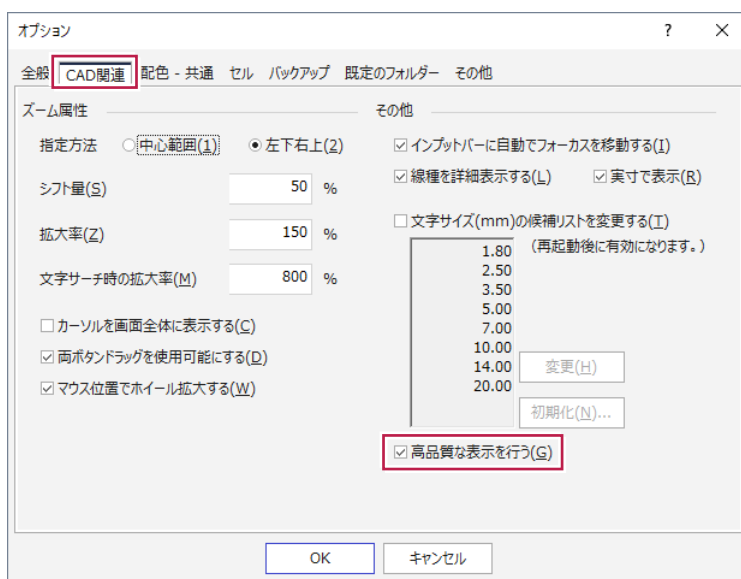 オプション ? ×
全般 CAD関連 配色 - 共通 セル バックアップ 既定のフォルダー その他
ズーム属性
指定方法 中心範囲(1) 左下右上(2)
シフト量(S) 50 %
拡大率(Z) 150 %
文字サーチ時の拡大率(M) 800 %
カーソルを画面全体に表示する(C)
両ボタンドラッグを使用可能にする(D)
マウス位置でホイール拡大する(W)
その他
インプットバーに自動でフォーカスを移動する(I)
線種を詳細表示する(L) 実寸で表示(R)
文字サイズ(mm)の候補リストを変更する(T)
(再起動後に有効になります。)
1.80
2.50
3.50
5.00
7.00
10.00
14.00
20.00
変更(H)
初期化(N)...
高品質な表示を行う(G)
OK キャンセル